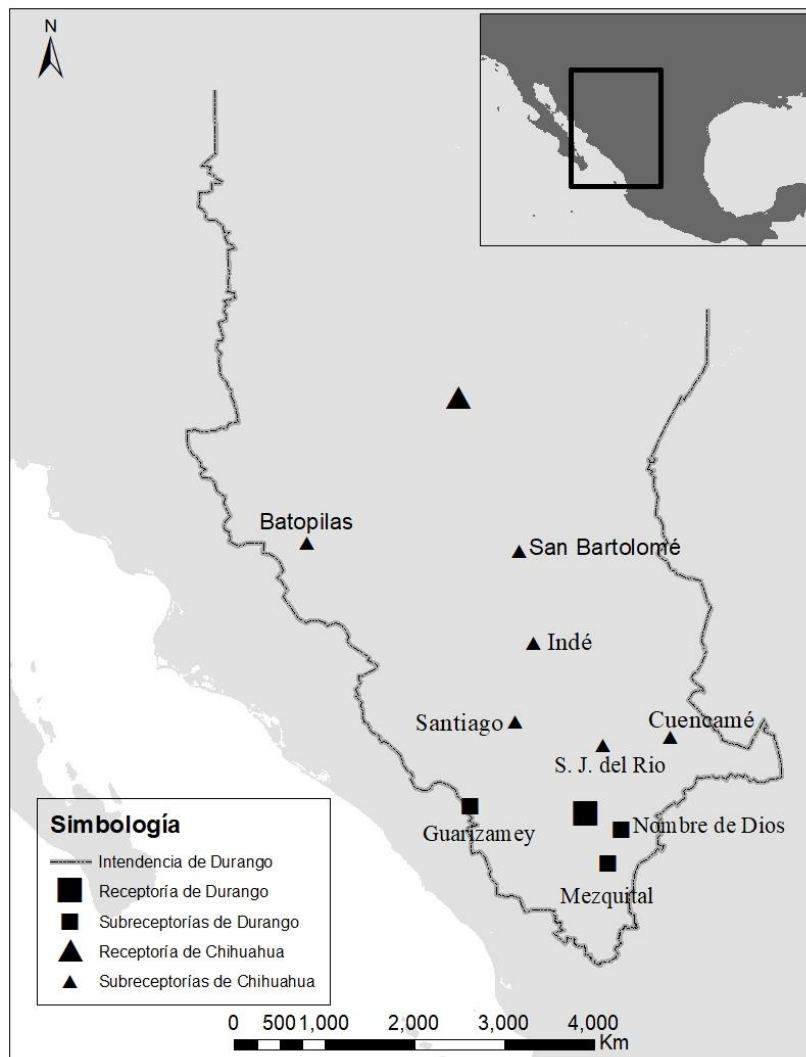 N
Batopilas
San Bartolomé
Indé
Santiago
Cuencamé
S. J. del Rio
Guarizamey
Nombre de Dios
Mezquital
Simbología
Intendencia de Durango
Receptoría de Durango
Subreceptorías de Durango
Receptoría de Chihuahua
Subreceptorías de Chihuahua
0 500 1,000 2,000 3,000 4,000
Km